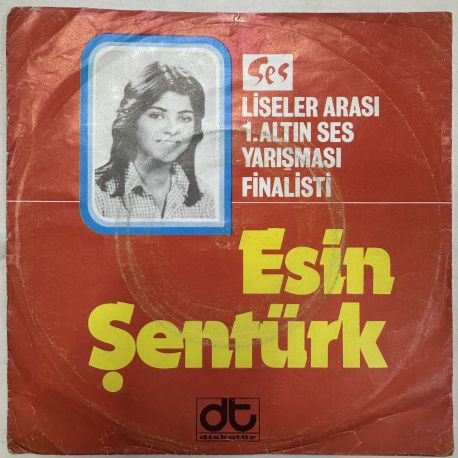 Ses
LİSELER ARASI
1.ALTIN SES
YARIŞMASI
FİNALİSTİ
Esin
Şentürk
dt
diskotür